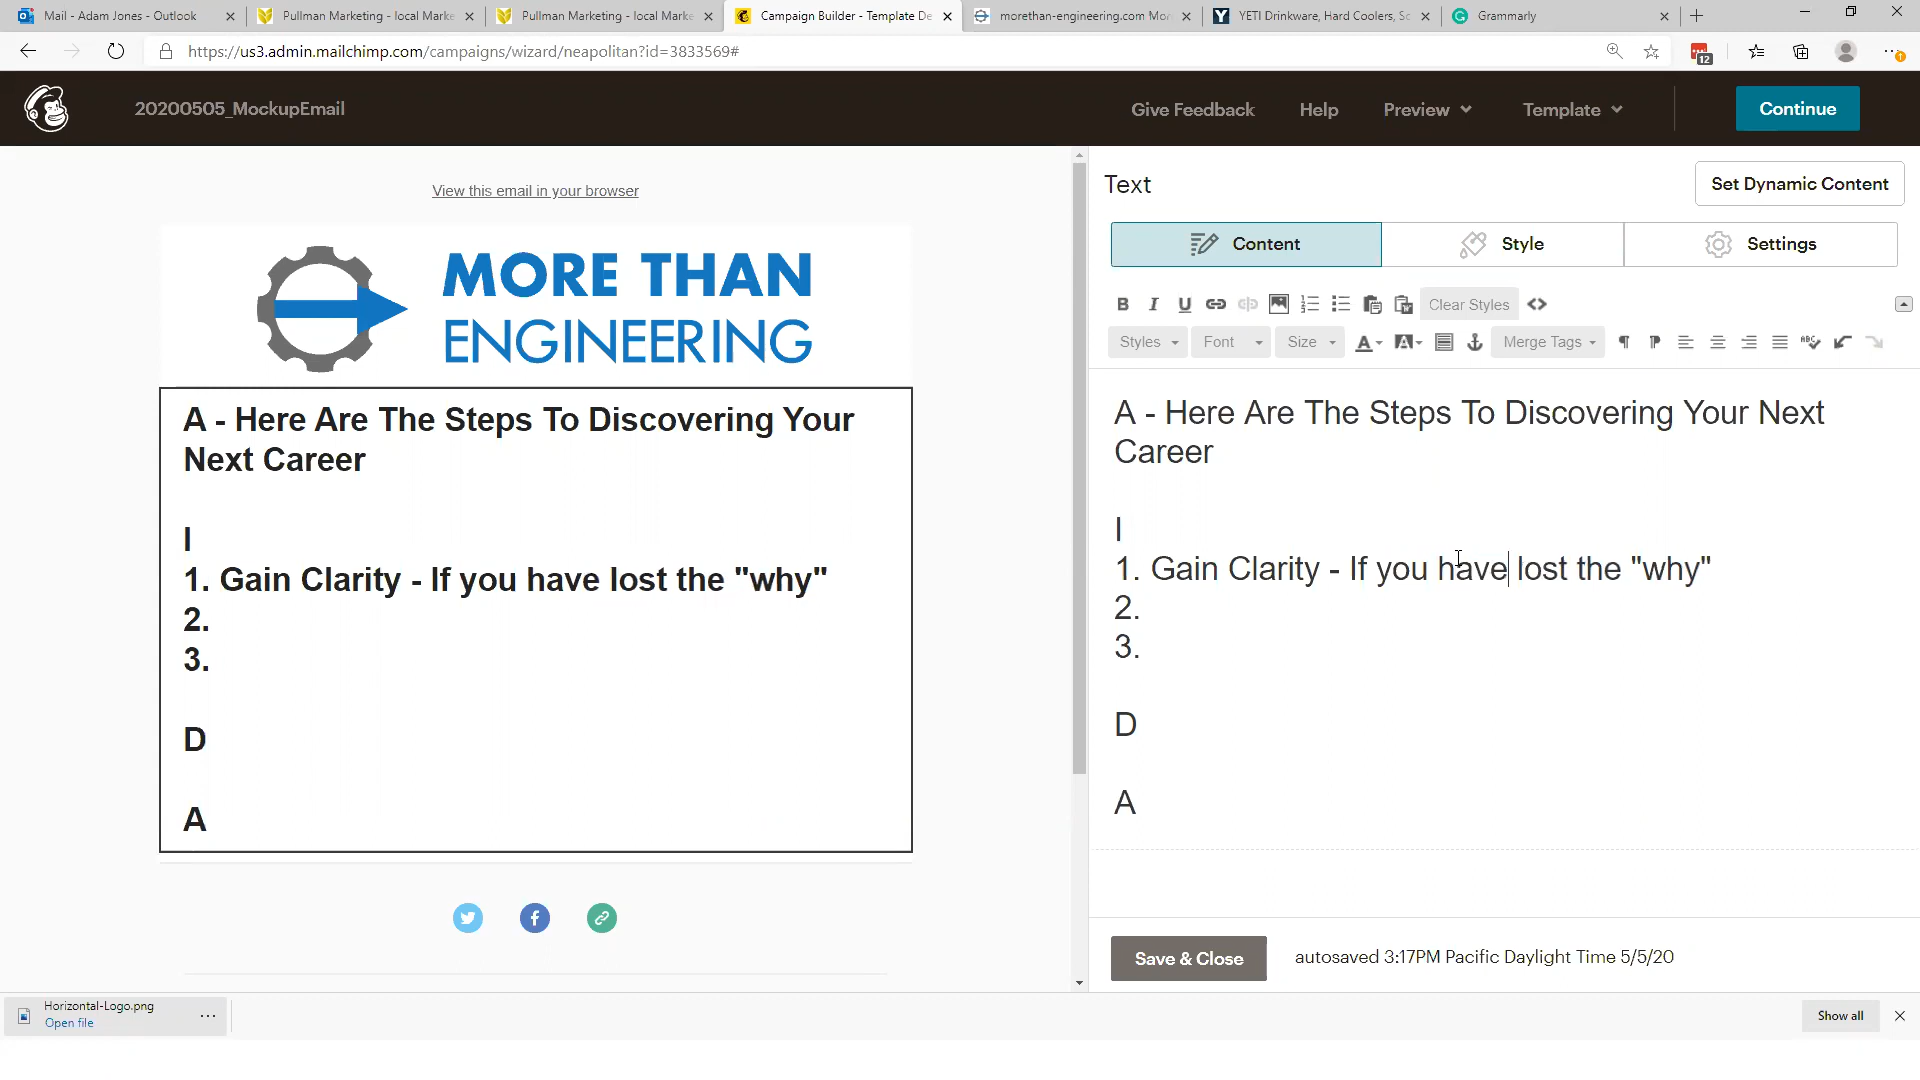 Mail - Adam Jones - Outlook
Pullman Marketing - local Marke
Pullman Marketing - local Marke
Campaign Builder - Template De
morethan-engineering.com Mor
YETI Drinkware, Hard Coolers, Sc
Grammarly
https://us3.admin.mailchimp.com/campaigns/wizard/neapolitan?id=3833569#
12
20200505_MockupEmail
Give Feedback
Help
Preview
Template
Continue
View this email in your browser
MORE THAN
ENGINEERING
A - Here Are The Steps To Discovering Your
Next Career
I
1. Gain Clarity - If you have lost the "why"
2.
3.
D
A
Text
Set Dynamic Content
Content
Style
Settings
B I U
Clear Styles
Styles
Font
Size
A
A
Merge Tags
ABC
A - Here Are The Steps To Discovering Your Next
Career
I
1. Gain Clarity - If you have lost the "why"
2.
3.
D
A
Save & Close
autosaved 3:17PM Pacific Daylight Time 5/5/20
Horizontal-Logo.png
Open file
Show all